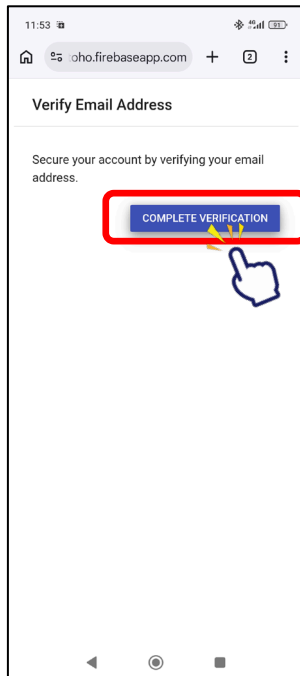 11:53
4G 91
oho.firebaseapp.com
2
Verify Email Address
Secure your account by verifying your email
address.
COMPLETE VERIFICATION